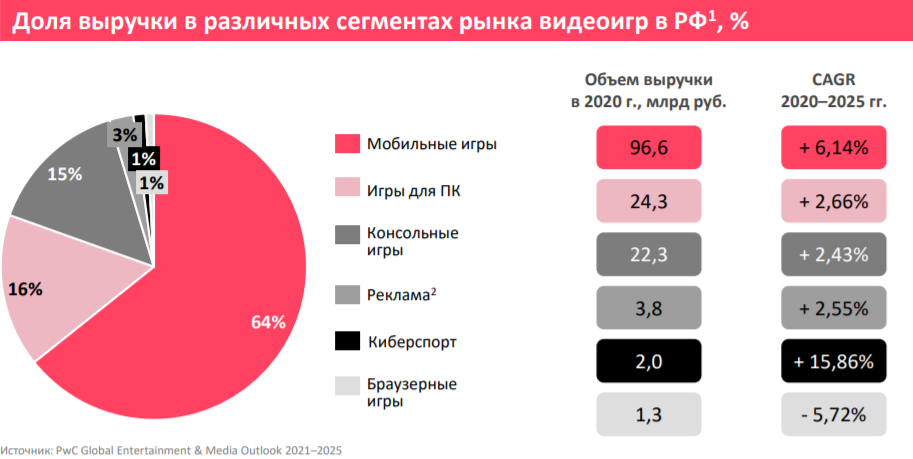 Доля выручки в различных сегментах рынка видеоигр в РФ¹, %
Объем выручки
в 2020 г., млрд руб.
CAGR
2020–2025 гг.
3%
1%
1%
15%
16%
64%
Мобильные игры
96,6
+ 6,14%
Игры для ПК
24,3
+ 2,66%
Консольные
игры
22,3
+ 2,43%
Реклама²
3,8
+ 2,55%
Киберспорт
2,0
+ 15,86%
Браузерные
игры
1,3
- 5,72%
Источник: PwC Global Entertainment & Media Outlook 2021–2025